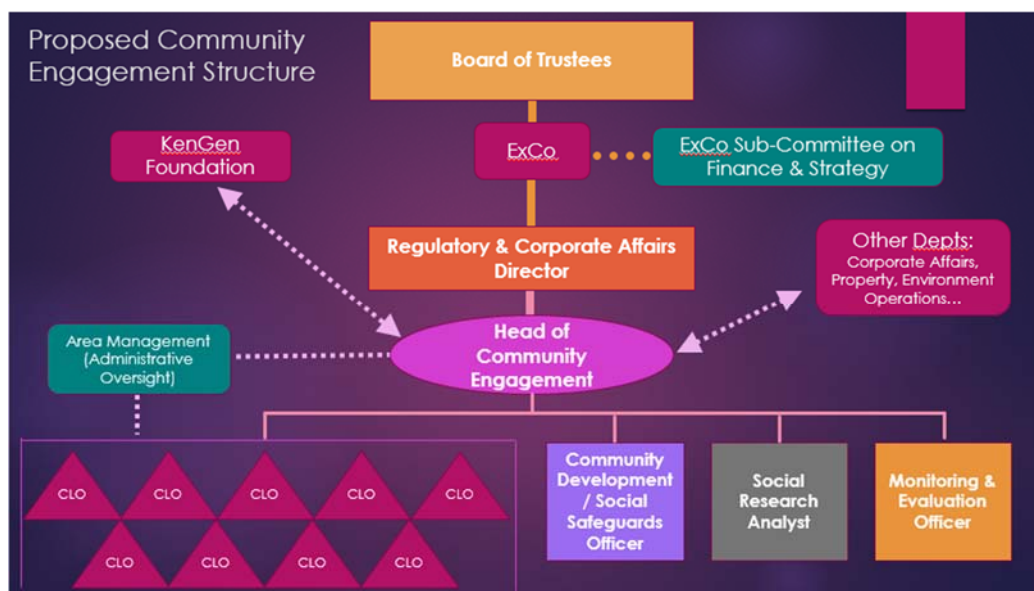 Proposed Community
Engagement Structure
Board of Trustees
KenGen
Foundation
ExCo
ExCo Sub-Committee on
Finance & Strategy
Regulatory & Corporate Affairs
Director
Other Depts:
Corporate Affairs,
Property, Environment
Operations...
Head of
Community
Engagement
Area Management
(Administrative
Oversight)
CLO
CLO
CLO
CLO
CLO
CLO
CLO
CLO
CLO
Community
Development
/ Social
Safeguards
Officer
Social
Research
Analyst
Monitoring &
Evaluation
Officer